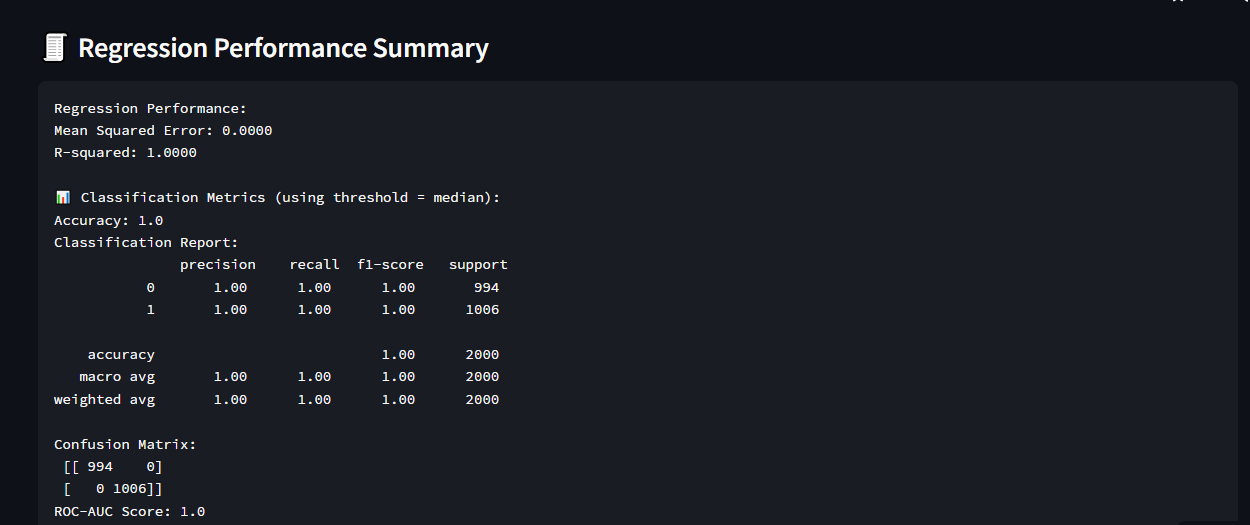 Regression Performance Summary
Regression Performance:
Mean Squared Error: 0.0000
R-squared: 1.0000
Classification Metrics (using threshold = median):
Accuracy: 1.0
Classification Report:
precision recall f1-score support
0 1.00 1.00 1.00 994
1 1.00 1.00 1.00 1006
accuracy 1.00 2000
macro avg 1.00 1.00 1.00 2000
weighted avg 1.00 1.00 1.00 2000
Confusion Matrix:
[[ 994 0]
[ 0 1006]]
ROC-AUC Score: 1.0